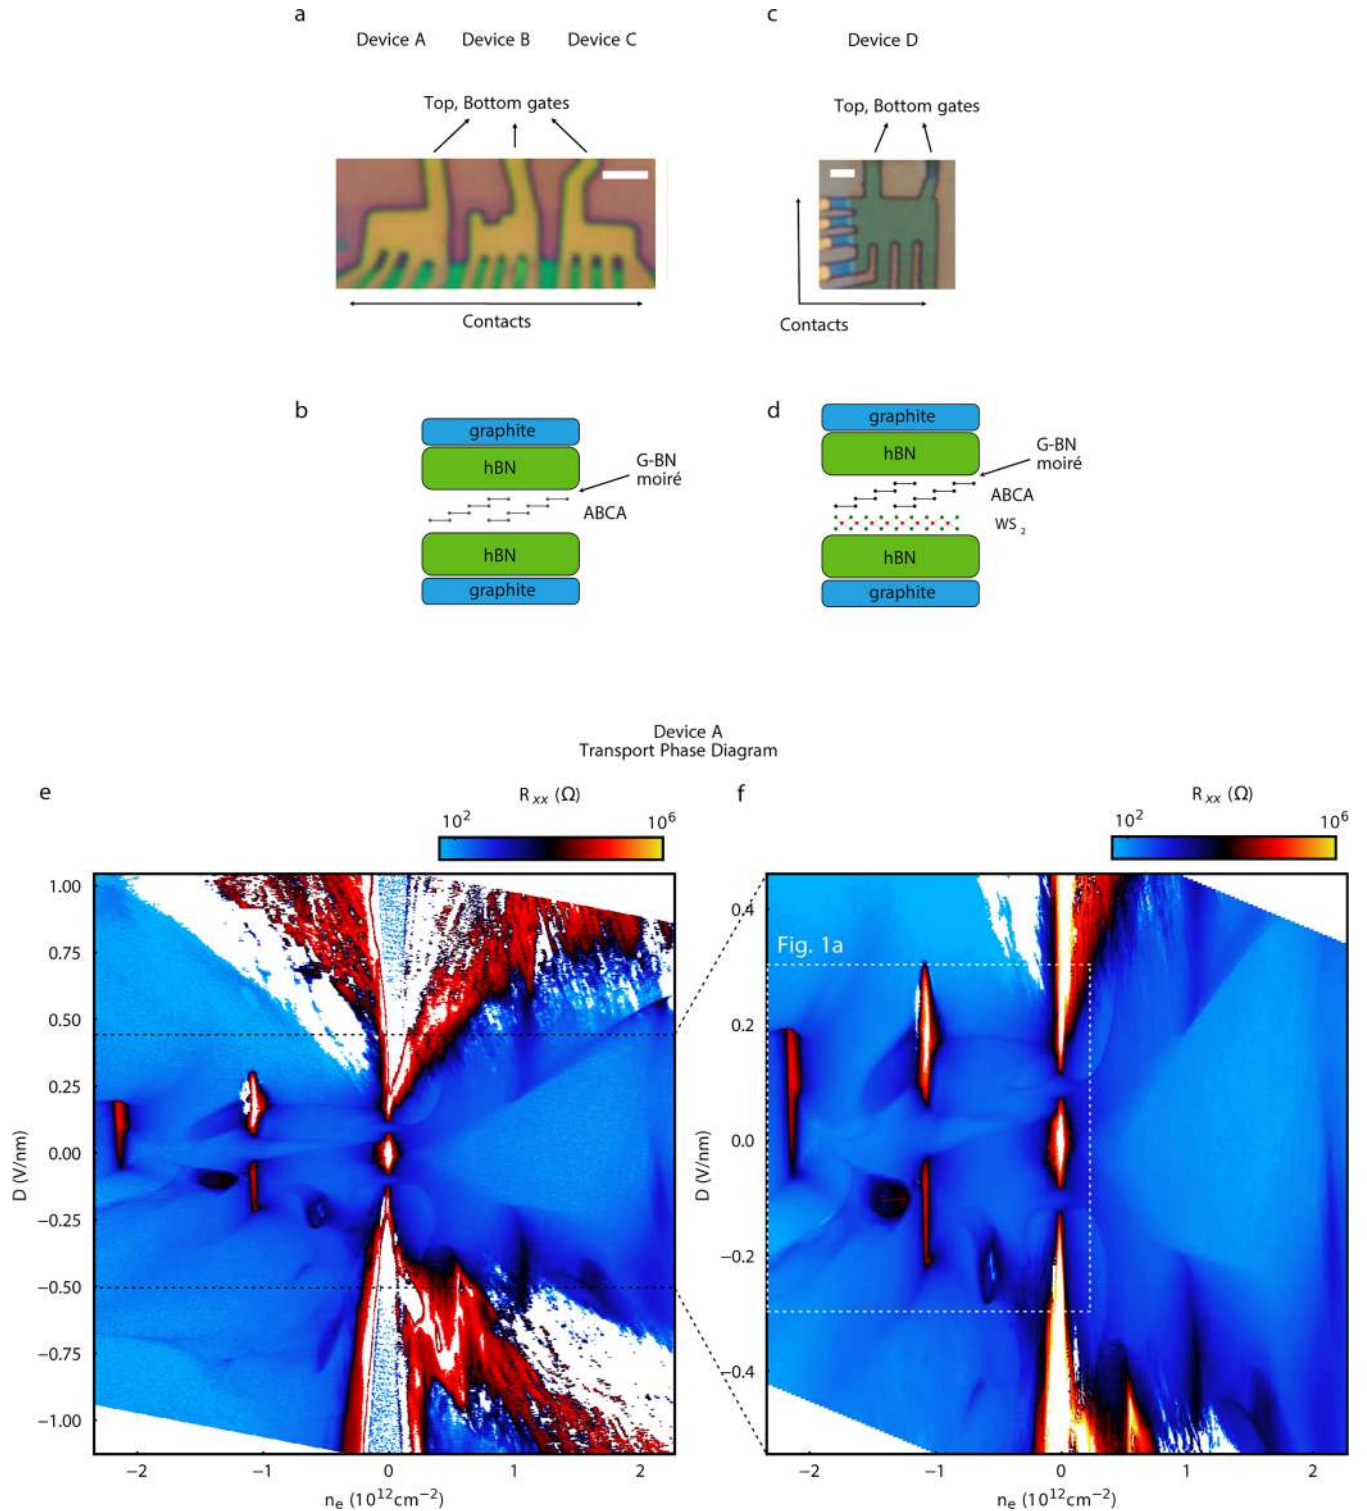 a
Device A Device B Device C
Top, Bottom gates
Contacts
c
Device D
Top, Bottom gates
Contacts
b
graphite
hBN
G-BN
moiré
ABCA
hBN
graphite
d
graphite
hBN
G-BN
moiré
ABCA
WS2
hBN
graphite
Device A
Transport Phase Diagram
e
Rxx (Ω)
10^2 10^6
1.00
0.75
0.50
0.25
0.00
−0.25
−0.50
−0.75
−1.00
D (V/nm)
−2 −1 0 1 2
ne (10^12cm−2)
f
Rxx (Ω)
10^2 10^6
Fig. 1a
0.4
0.2
0.0
−0.2
−0.4
D (V/nm)
−2 −1 0 1 2
ne (10^12cm−2)